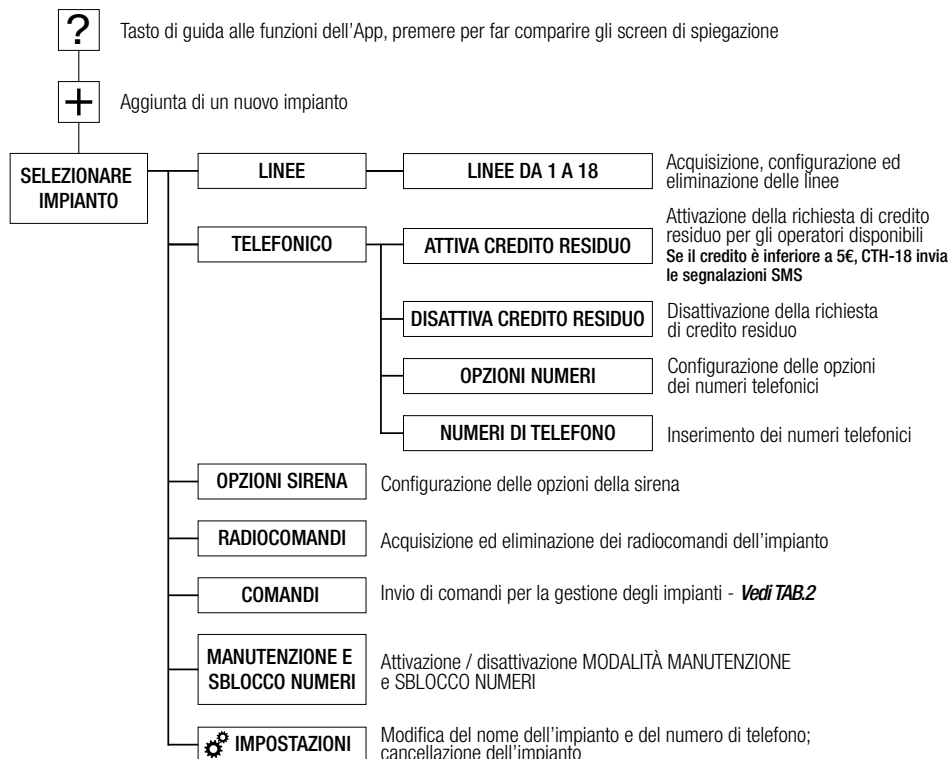 ?
Tasto di guida alle funzioni dell'App, premere per far comparire gli screen di spiegazione
+
Aggiunta di un nuovo impianto
SELEZIONARE
IMPIANTO
LINEE
LINEE DA 1 A 18
Acquisizione, configurazione ed
eliminazione delle linee
TELEFONICO
ATTIVA CREDITO RESIDUO
Attivazione della richiesta di credito
residuo per gli operatori disponibili
Se il credito è inferiore a 5€, CTH-18 invia
le segnalazioni SMS
DISATTIVA CREDITO RESIDUO
Disattivazione della richiesta
di credito residuo
OPZIONI NUMERI
Configurazione delle opzioni
dei numeri telefonici
NUMERI DI TELEFONO
Inserimento dei numeri telefonici
OPZIONI SIRENA
Configurazione delle opzioni della sirena
RADIOCOMANDI
Acquisizione ed eliminazione dei radiocomandi dell'impianto
COMANDI
Invio di comandi per la gestione degli impianti - Vedi TAB.2
MANUTENZIONE E
SBLOCCO NUMERI
Attivazione / disattivazione MODALITÀ MANUTENZIONE
e SBLOCCO NUMERI
IMPOSTAZIONI
Modifica del nome dell'impianto e del numero di telefono;
cancellazione dell'impianto